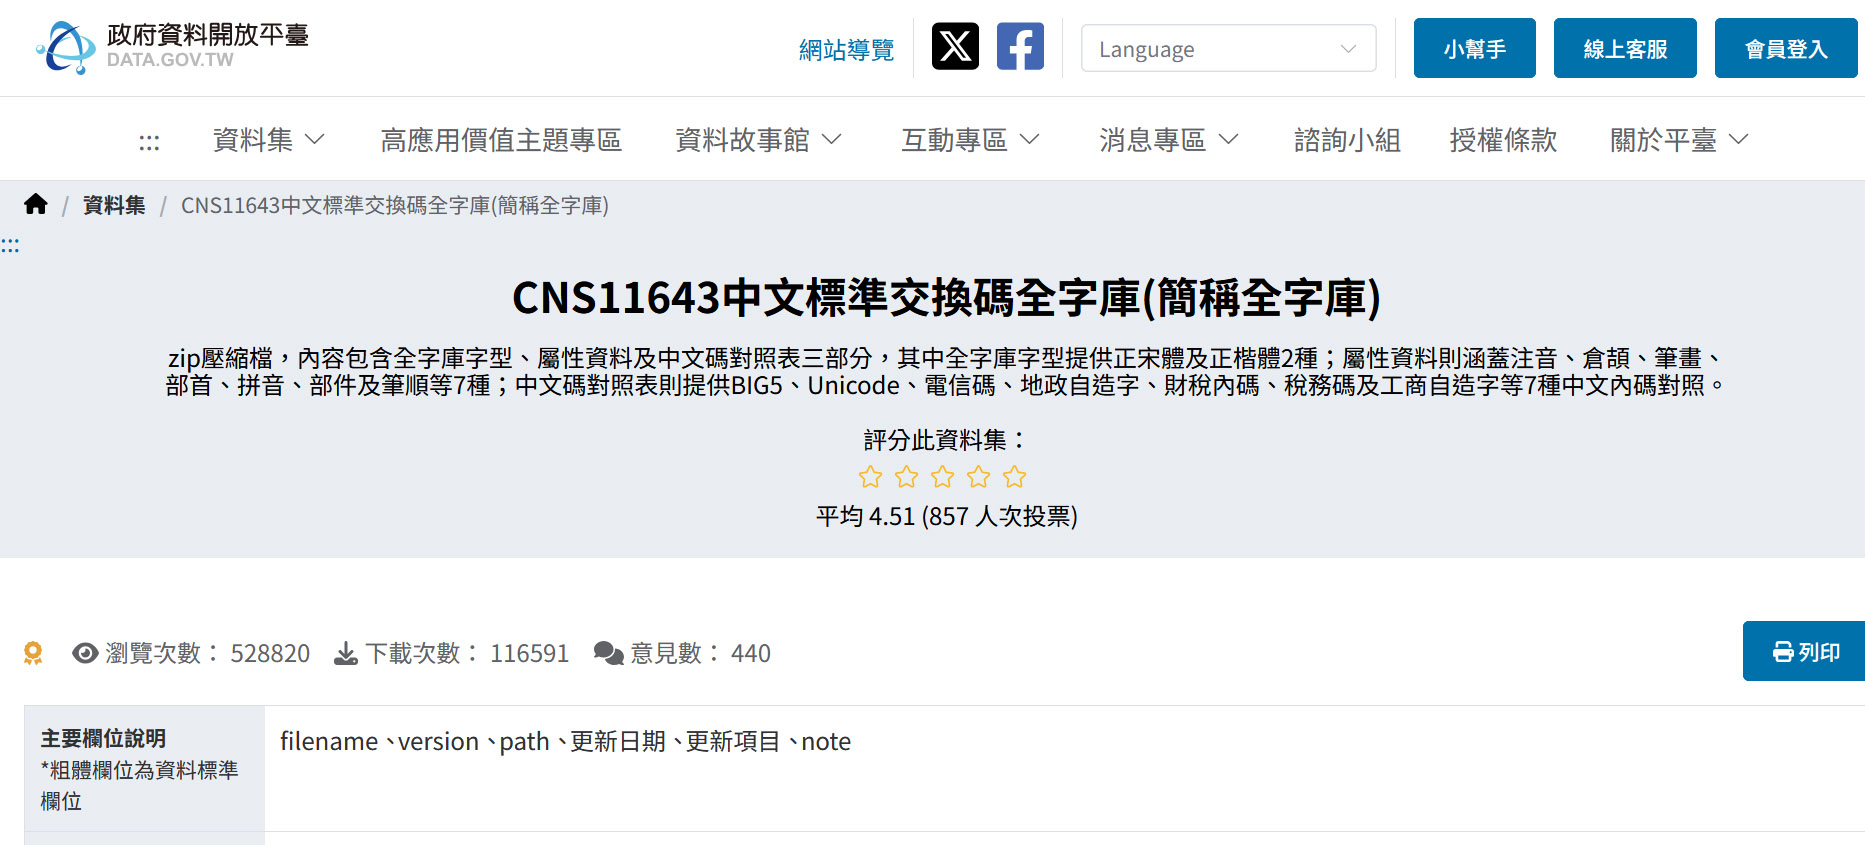 政府資料開放平臺
DATA.GOV.TW
網站導覽
Language
小幫手
線上客服
會員登入
:::
資料集
高應用價值主題專區
資料故事館
互動專區
消息專區
諮詢小組
授權條款
關於平臺
/ 資料集 / CNS11643中文標準交換碼全字庫(簡稱全字庫)
:::
CNS11643中文標準交換碼全字庫(簡稱全字庫)
zip壓縮檔，內容包含全字庫字型、屬性資料及中文碼對照表三部分，其中全字庫字型提供正宋體及正楷體2種；屬性資料則涵蓋注音、倉頡、筆畫、
部首、拼音、部件及筆順等7種；中文碼對照表則提供BIG5、Unicode、電信碼、地政自造字、財稅內碼、稅務碼及工商自造字等7種中文內碼對照。
評分此資料集：
平均 4.51 (857 人次投票)
瀏覽次數： 528820
下載次數： 116591
意見數： 440
列印
主要欄位說明
*粗體欄位為資料標準
欄位
filename、version、path、更新日期、更新項目、note